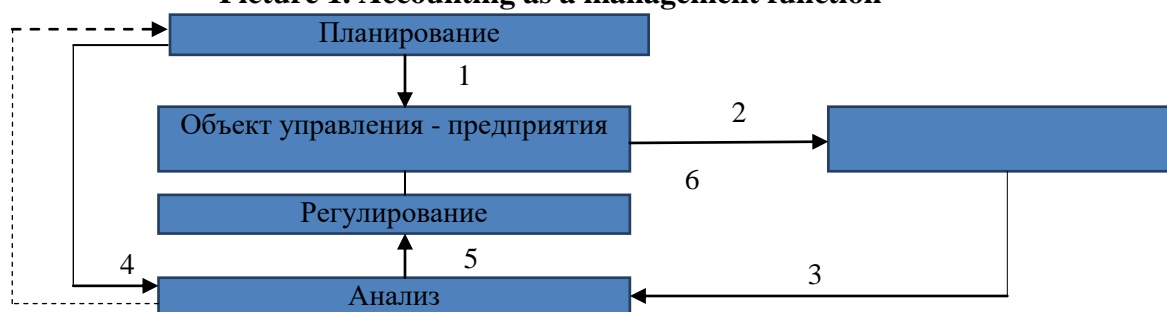 Picture 1. Accounting as a management function
Планирование
1
Объект управления - предприятия
2
6
Регулирование
4
5
3
Анализ